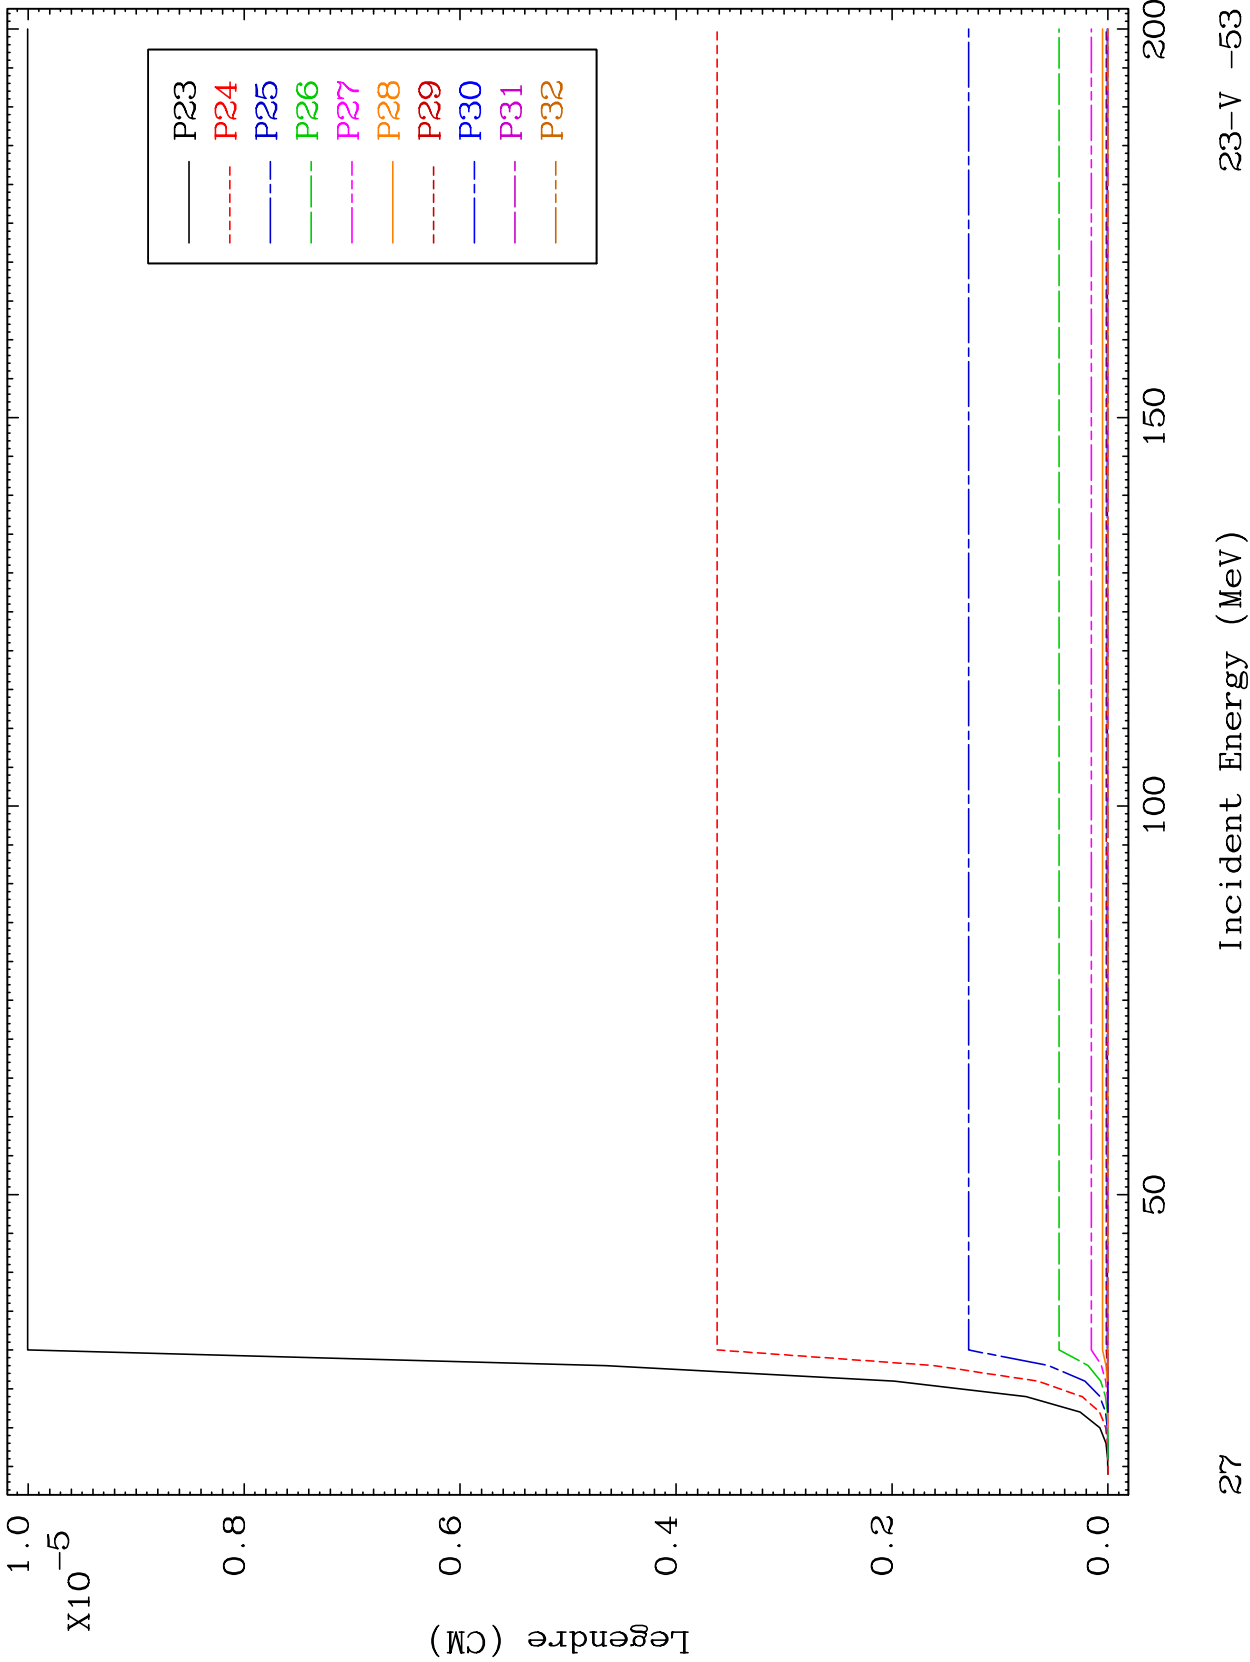 1.0
X10
-5
0.8
0.6
0.4
0.2
0.0
Legendre (CM)
P23
P24
P25
P26
P27
P28
P29
P30
P31
P32
50
100
150
200
Incident Energy (MeV)
27
23-V -53